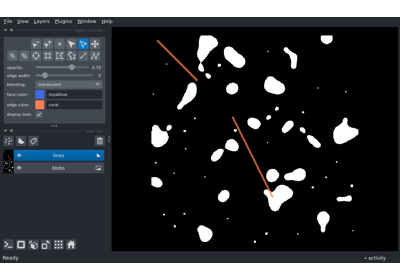 File View Layers Plugins Window Help
opacity: 0.70
edge width: 5
blending: translucent
face color: royalblue
edge color: coral
display text: ✓
lines
blobs
Ready
activity